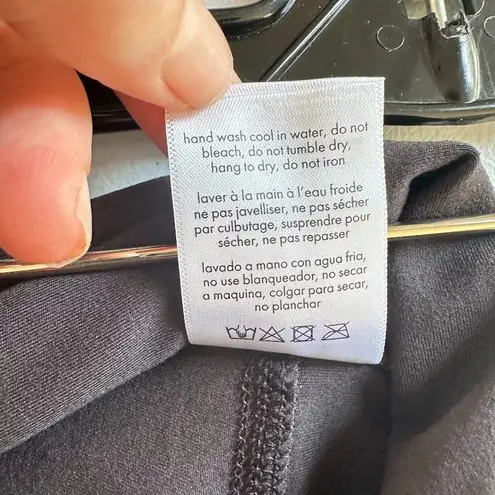 hand wash cool in water, do not
bleach, do not tumble dry,
hang to dry, do not iron
laver à la main à l'eau froide
ne pas javelliser, ne pas sécher
par culbutage, susprendre pour
sécher, ne pas repasser
lavado a mano con agua fria,
no use blanqueador, no secar
a maquina, colgar para secar,
no planchar